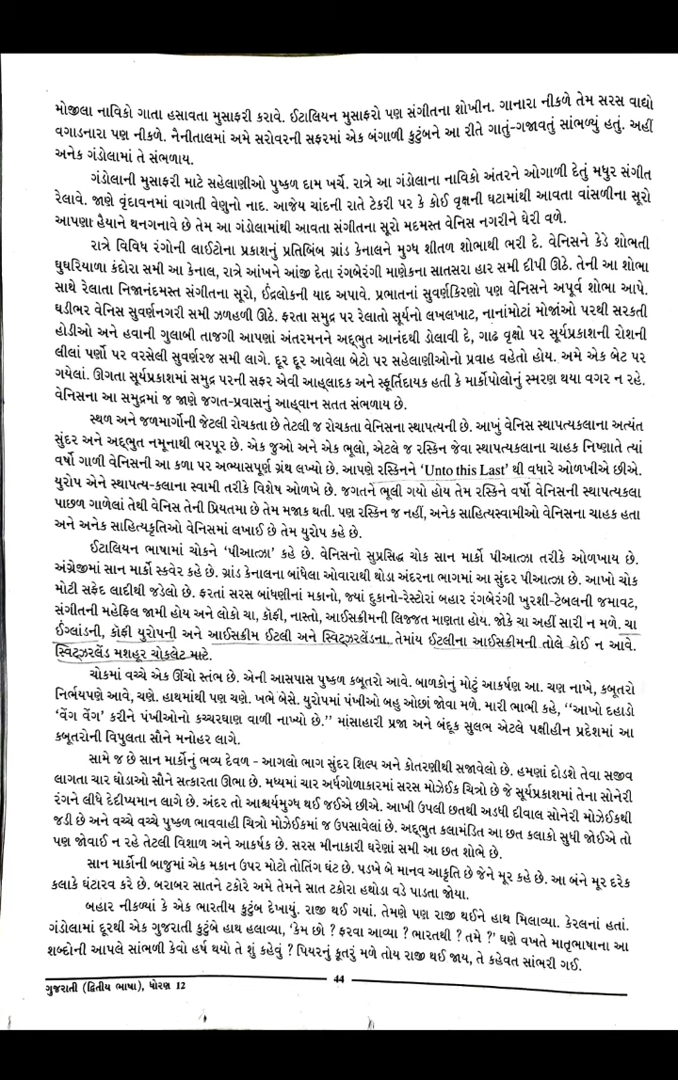 મોજીલા નાવિકો ગાતા હસાવતા મુસાફરી કરાવે. ઈટાલિયન મુસાફરો પણ સંગીતના શોખીન. ગાનારા નીકળે તેમ સરસ વાદ્યો
વગાડનારા પણ નીકળે. નૈનીતાલમાં અમે સરોવરની સફરમાં એક બંગાળી કુટુંબને આ રીતે ગાતું-ગજાવતું સાંભળ્યું હતું. અહીં
અનેક ગંડોલામાં તે સંભળાય.
ગંડોલાની મુસાફરી માટે સહેલાણીઓ પુષ્કળ દામ ખર્ચે. રાત્રે આ ગંડોલાના નાવિકો અંતરને ઓગાળી દેતું મધુર સંગીત
રેલાવે. જાણે વૃંદાવનમાં વાગતી વેણુનો નાદ. આજેય ચાંદની રાતે ટેકરી પર કે કોઈ વૃક્ષની ઘટામાંથી આવતા વાંસળીના સૂરો
આપણા હૈયાને થનગનાવે છે તેમ આ ગંડોલામાંથી આવતા સંગીતના સૂરો મદમસ્ત વેનિસ નગરીને ઘેરી વળે.
રાત્રે વિવિધ રંગોની લાઈટોના પ્રકાશનું પ્રતિબિંબ ગ્રાંડ કેનાલને મુગ્ધ શીતળ શોભાથી ભરી દે. વેનિસને કેડે શોભતી
ઘુઘરિયાળા કંદોરા સમી આ કેનાલ, રાત્રે આંખને આંજી દેતા રંગબેરંગી માણેકના સાતસરા હાર સમી દીપી ઊઠે. તેની આ શોભા
સાથે રેલાતા નિજાનંદમસ્ત સંગીતના સૂરો, ઈંદ્રલોકની યાદ અપાવે. પ્રભાતનાં સુવર્ણકિરણો પણ વેનિસને અપૂર્વ શોભા આપે.
ઘડીભર વેનિસ સુવર્ણનગરી સમી ઝળહળી ઊઠે. ફરતા સમુદ્ર પર રેલાતો સૂર્યનો લખલખાટ, નાનાંમોટાં મોજાંઓ પરથી સરકતી
હોડીઓ અને હવાની ગુલાબી તાજગી આપણાં અંતરમનને અદ્ભુત આનંદથી ડોલાવી દે, ગાઢ વૃક્ષો પર સૂર્યપ્રકાશની રોશની
લીલાં પર્ણો પર વરસેલી સુવર્ણરજ સમી લાગે. દૂર દૂર આવેલા બેટો પર સહેલાણીઓનો પ્રવાહ વહેતો હોય. અમે એક બેટ પર
ગયેલાં. ઊગતા સૂર્યપ્રકાશમાં સમુદ્ર પરની સફર એવી આહ્લાદક અને સ્ફૂર્તિદાયક હતી કે માર્કોપોલોનું સ્મરણ થયા વગર ન રહે.
વેનિસના આ સમુદ્રમાં જ જાણે જગત-પ્રવાસનું આહ્વાન સતત સંભળાય છે.
સ્થળ અને જળમાર્ગોની જેટલી રોચકતા છે તેટલી જ રોચકતા વેનિસના સ્થાપત્યની છે. આખું વેનિસ સ્થાપત્યકલાના અત્યંત
સુંદર અને અદ્ભુત નમૂનાથી ભરપૂર છે. એક જુઓ અને એક ભૂલો, એટલે જ રસ્કિન જેવા સ્થાપત્યકલાના ચાહક નિષ્ણાતે ત્યાં
વર્ષો ગાળી વેનિસની આ કળા પર અભ્યાસપૂર્ણ ગ્રંથ લખ્યો છે. આપણે રસ્કિનને 'Unto this Last' થી વધારે ઓળખીએ છીએ.
યુરોપ એને સ્થાપત્ય-કલાના સ્વામી તરીકે વિશેષ ઓળખે છે. જગતને ભૂલી ગયો હોય તેમ રસ્કિને વર્ષો વેનિસની સ્થાપત્યકલા
પાછળ ગાળેલાં તેથી વેનિસ તેની પ્રિયતમા છે તેમ મજાક થતી. પણ રસ્કિન જ નહીં, અનેક સાહિત્યસ્વામીઓ વેનિસના ચાહક હતા
અને અનેક સાહિત્યકૃતિઓ વેનિસમાં લખાઈ છે તેમ યુરોપ કહે છે.
ઈટાલિયન ભાષામાં ચોકને 'પીઆત્ઝા' કહે છે. વેનિસનો સુપ્રસિદ્ધ ચોક સાન માર્કો પીઆત્ઝા તરીકે ઓળખાય છે.
અંગ્રેજીમાં સાન માર્કો સ્કવેર કહે છે. ગ્રાંડ કેનાલના બાંધેલા ઓવારાથી થોડા અંદરના ભાગમાં આ સુંદર પીઆત્ઝા છે. આખો ચોક
મોટી સફેદ લાદીથી જડેલો છે. ફરતાં સરસ બાંધણીનાં મકાનો, જ્યાં દુકાનો-રેસ્ટોરાં બહાર રંગબેરંગી ખુરશી-ટેબલની જમાવટ,
સંગીતની મહેફિલ જામી હોય અને લોકો ચા, કૉફી, નાસ્તો, આઈસક્રીમની લિજ્જત માણતા હોય. જોકે ચા અહીં સારી ન મળે. ચા
ઈંગ્લાંડની, કૉફી યુરોપની અને આઈસક્રીમ ઈટલી અને સ્વિટ્ઝરલેંડના. તેમાંય ઈટલીના આઈસક્રીમની તોલે કોઈ ન આવે.
સ્વિટ્ઝરલેંડ મશહૂર ચોકલેટ માટે.
ચોકમાં વચ્ચે એક ઊંચો સ્તંભ છે. એની આસપાસ પુષ્કળ કબૂતરો આવે. બાળકોનું મોટું આકર્ષણ આ. ચણ નાખે, કબૂતરો
નિર્ભયપણે આવે, ચણે. હાથમાંથી પણ ચણે. ખભે બેસે. યુરોપમાં પંખીઓ બહુ ઓછાં જોવા મળે. મારી ભાભી કહે, ''આખો દહાડો
'વેંગ વેંગ' કરીને પંખીઓનો કચ્ચરઘાણ વાળી નાખ્યો છે.'' માંસાહારી પ્રજા અને બંદૂક સુલભ એટલે પક્ષીહીન પ્રદેશમાં આ
કબૂતરોની વિપુલતા સૌને મનોહર લાગે.
સામે જ છે સાન માર્કોનું ભવ્ય દેવળ - આગલો ભાગ સુંદર શિલ્પ અને કોતરણીથી સજાવેલો છે. હમણાં દોડશે તેવા સજીવ
લાગતા ચાર ઘોડાઓ સૌને સત્કારતા ઊભા છે. મધ્યમાં ચાર અર્ધગોળાકારમાં સરસ મોઝેઈક ચિત્રો છે જે સૂર્યપ્રકાશમાં તેના સોનેરી
રંગને લીધે દેદીપ્યમાન લાગે છે. અંદર તો આશ્ચર્યમુગ્ધ થઈ જઈએ છીએ. આખી ઉપલી છતથી અડધી દીવાલ સોનેરી મોઝેઈકથી
જડી છે અને વચ્ચે વચ્ચે પુષ્કળ ભાવવાહી ચિત્રો મોઝેઈકમાં જ ઉપસાવેલાં છે. અદ્ભુત કલામંડિત આ છત કલાકો સુધી જોઈએ તો
પણ જોવાઈ ન રહે તેટલી વિશાળ અને આકર્ષક છે. સરસ મીનાકારી ઘરેણાં સમી આ છત શોભે છે.
સાન માર્કોની બાજુમાં એક મકાન ઉપર મોટો તોતિંગ ઘંટ છે. પડખે બે માનવ આકૃતિ છે જેને મૂર કહે છે. આ બંને મૂર દરેક
કલાકે ઘંટારવ કરે છે. બરાબર સાતને ટકોરે અમે તેમને સાત ટકોરા હથોડા વડે પાડતા જોયા.
બહાર નીકળ્યાં કે એક ભારતીય કુટુંબ દેખાયું. રાજી થઈ ગયાં. તેમણે પણ રાજી થઈને હાથ મિલાવ્યા. કેરલનાં હતાં.
ગંડોલામાં દૂરથી એક ગુજરાતી કુટુંબે હાથ હલાવ્યા, 'કેમ છો ? ફરવા આવ્યા ? ભારતથી ? તમે ?' ઘણે વખતે માતૃભાષાના આ
શબ્દોની આપલે સાંભળી કેવો હર્ષ થયો તે શું કહેવું ? પિયરનું કૂતરું મળે તોય રાજી થઈ જાય, તે કહેવત સાંભરી ગઈ.
44
ગુજરાતી (દ્વિતીય ભાષા), ધોરણ 12